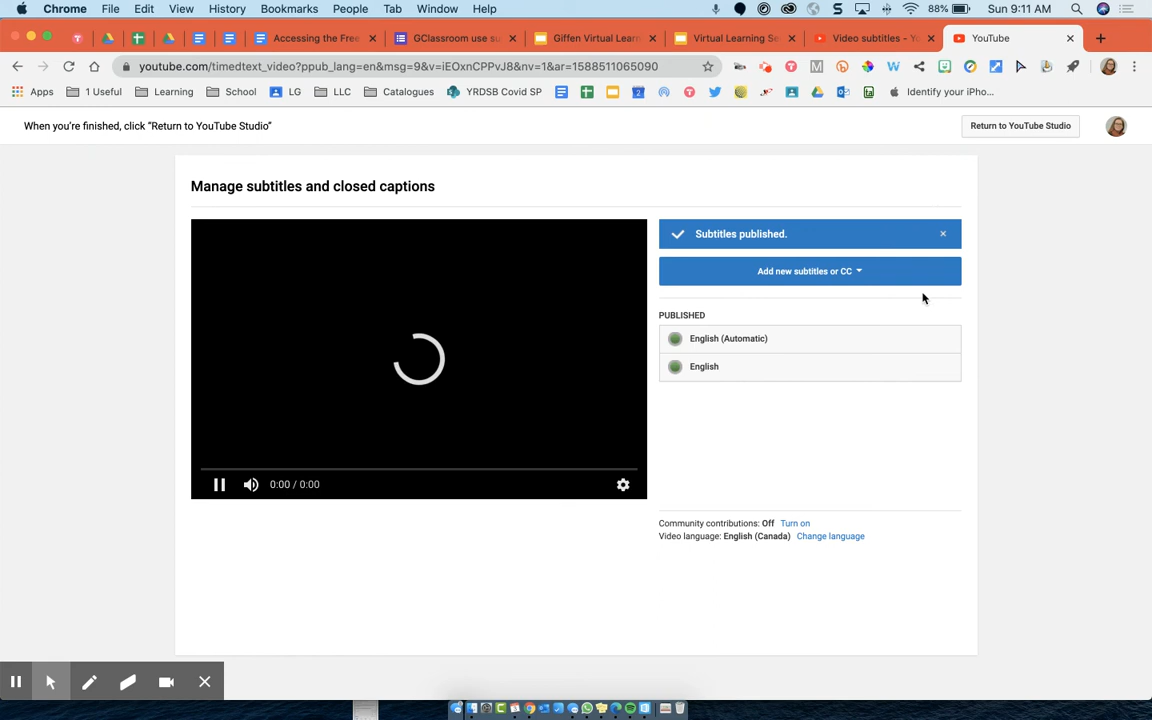 Chrome File Edit View History Bookmarks People Tab Window Help 88% Sun 9:11 AM
Accessing the Free GClassroom use su Giffen Virtual Learn Virtual Learning Se Video subtitles - Yo YouTube
youtube.com/timedtext_video?ppub_lang=en&msg=9&v=iEOxnCPPvJ8&nv=1&ar=1588511065090
Apps 1 Useful Learning School LG LLC Catalogues YRDSB Covid SP Identify your iPho...
When you're finished, click "Return to YouTube Studio"
Return to YouTube Studio
Manage subtitles and closed captions
Subtitles published.
Add new subtitles or CC
PUBLISHED
English (Automatic)
English
0:00 / 0:00
Community contributions: Off Turn on
Video language: English (Canada) Change language